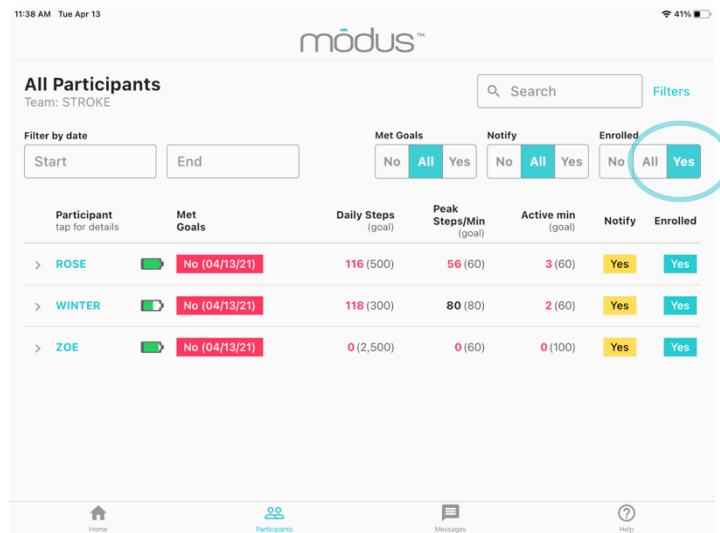 11:38 AM Tue Apr 13 41%
mōdus™
All Participants
Team: STROKE
Search
Filters
Filter by date
Met Goals Notify Enrolled
Start End No All Yes No All Yes No All Yes
Participant
tap for details
Met
Goals
Daily Steps
(goal)
Peak
Steps/Min
(goal)
Active min
(goal)
Notify Enrolled
ROSE No (04/13/21) 116 (500) 56 (60) 3 (60) Yes Yes
WINTER No (04/13/21) 118 (300) 80 (80) 2 (60) Yes Yes
ZOE No (04/13/21) 0 (2,500) 0 (60) 0 (100) Yes Yes
Home Participants Messages Help